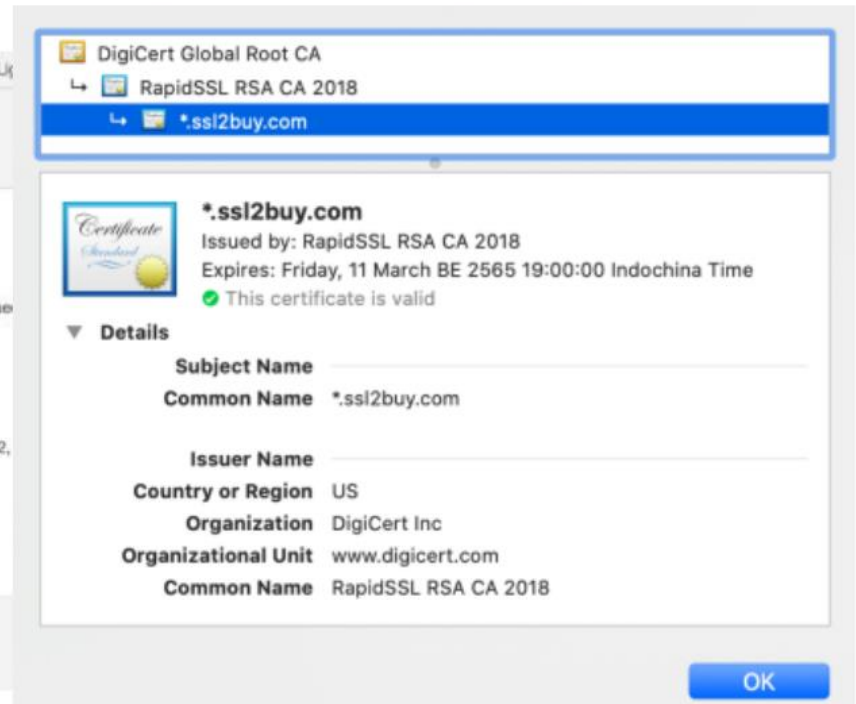 DigiCert Global Root CA
RapidSSL RSA CA 2018
*.ssl2buy.com
Certificate
Standard
*.ssl2buy.com
Issued by: RapidSSL RSA CA 2018
Expires: Friday, 11 March BE 2565 19:00:00 Indochina Time
This certificate is valid
Details
Subject Name
Common Name *.ssl2buy.com
Issuer Name
Country or Region US
Organization DigiCert Inc
Organizational Unit www.digicert.com
Common Name RapidSSL RSA CA 2018
OK